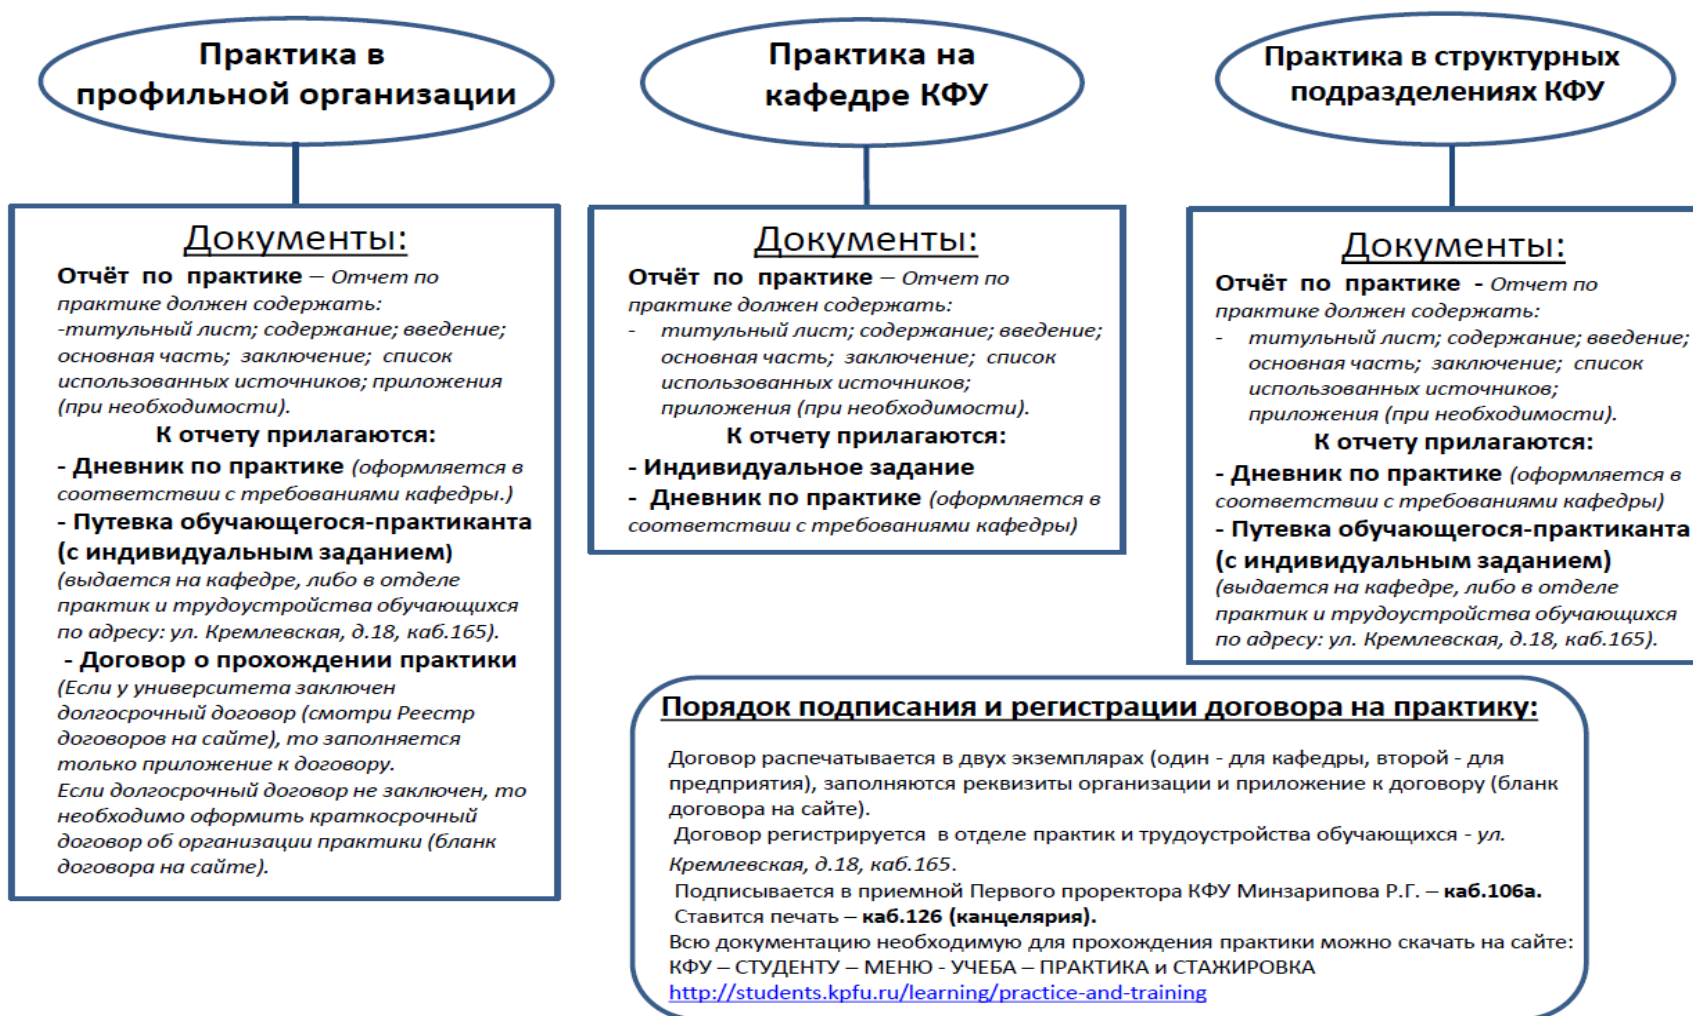 Практика в
профильной организации
Документы:
Отчёт по практике – Отчет по
практике должен содержать:
-титульный лист; содержание; введение;
основная часть; заключение; список
использованных источников; приложения
(при необходимости).
К отчету прилагаются:
- Дневник по практике (оформляется в
соответствии с требованиями кафедры.)
- Путевка обучающегося-практиканта
(с индивидуальным заданием)
(выдается на кафедре, либо в отделе
практик и трудоустройства обучающихся
по адресу: ул. Кремлевская, д.18, каб.165).
- Договор о прохождении практики
(Если у университета заключен
долгосрочный договор (смотри Реестр
договоров на сайте), то заполняется
только приложение к договору.
Если долгосрочный договор не заключен, то
необходимо оформить краткосрочный
договор об организации практики (бланк
договора на сайте).
Практика на
кафедре КФУ
Документы:
Отчёт по практике – Отчет по
практике должен содержать:
- титульный лист; содержание; введение;
основная часть; заключение; список
использованных источников;
приложения (при необходимости).
К отчету прилагаются:
- Индивидуальное задание
- Дневник по практике (оформляется в
соответствии с требованиями кафедры)
Практика в структурных
подразделениях КФУ
Документы:
Отчёт по практике - Отчет по
практике должен содержать:
- титульный лист; содержание; введение;
основная часть; заключение; список
использованных источников;
приложения (при необходимости).
К отчету прилагаются:
- Дневник по практике (оформляется в
соответствии с требованиями кафедры)
- Путевка обучающегося-практиканта
(с индивидуальным заданием)
(выдается на кафедре, либо в отделе
практик и трудоустройства обучающихся
по адресу: ул. Кремлевская, д.18, каб.165).
Порядок подписания и регистрации договора на практику:
Договор распечатывается в двух экземплярах (один - для кафедры, второй - для
предприятия), заполняются реквизиты организации и приложение к договору (бланк
договора на сайте).
Договор регистрируется в отделе практик и трудоустройства обучающихся - ул.
Кремлевская, д.18, каб.165.
Подписывается в приемной Первого проректора КФУ Минзарипова Р.Г. – каб.106а.
Ставится печать – каб.126 (канцелярия).
Всю документацию необходимую для прохождения практики можно скачать на сайте:
КФУ – СТУДЕНТУ – МЕНЮ - УЧЕБА – ПРАКТИКА и СТАЖИРОВКА
http://students.kpfu.ru/learning/practice-and-training